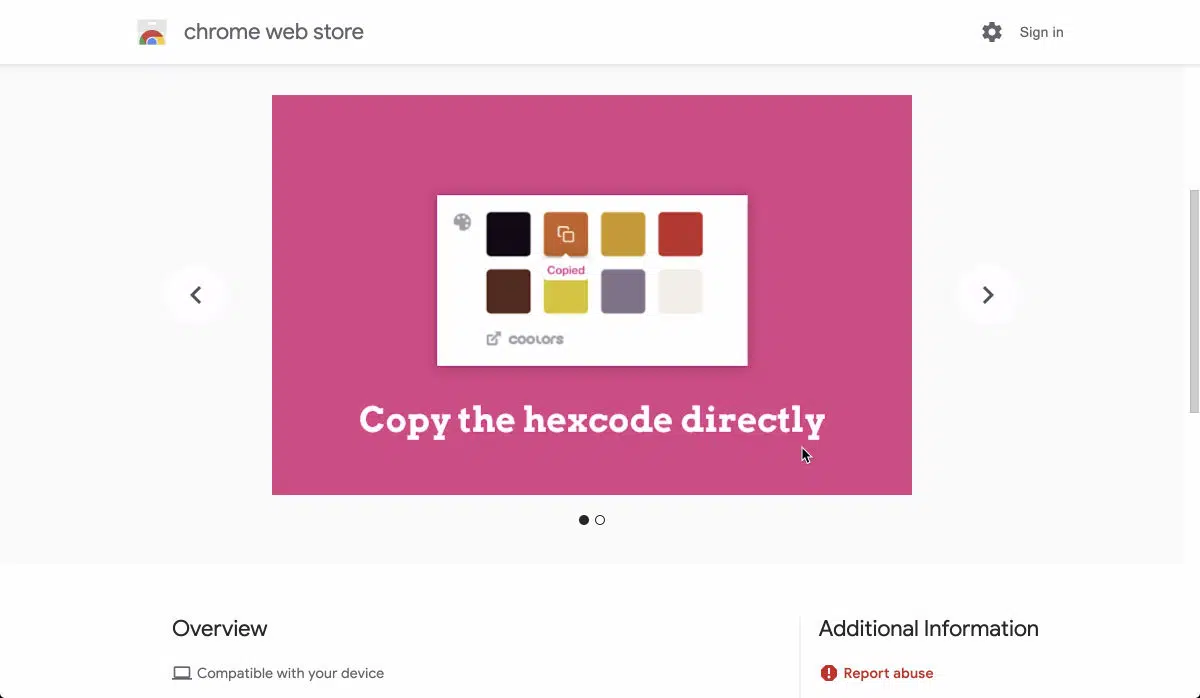 chrome web store
Sign in
Copied
coolors
Copy the hexcode directly
Overview
Additional Information
Compatible with your device
Report abuse